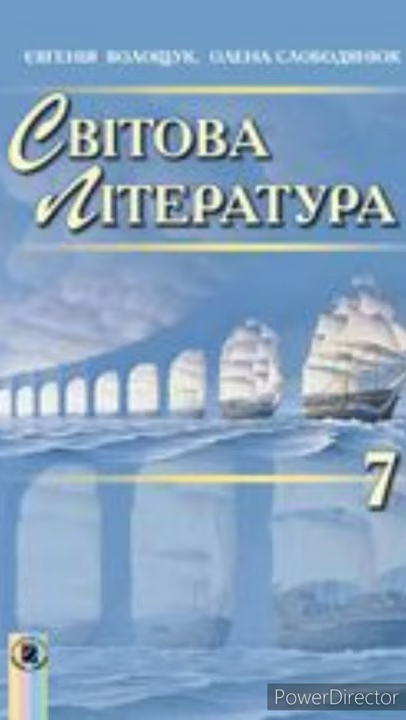 ЄВГЕНІЯ ВОЛОЩУК, ОЛЕНА СЛОБОДЯНЮК
СВІТОВА
ЛІТЕРАТУРА
7
PowerDirector